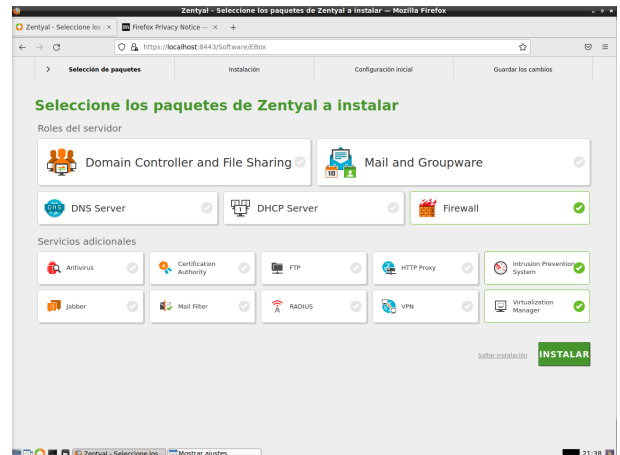 Zentyal - Seleccione los paquetes de Zentyal a instalar — Mozilla Firefox
Zentyal - Seleccione los
Firefox Privacy Notice —
https://localhost:8443/Software/EBox
Selección de paquetes
Instalación
Configuración inicial
Guardar los cambios
Seleccione los paquetes de Zentyal a instalar
Roles del servidor
Domain Controller and File Sharing
Mail and Groupware
DNS Server
DHCP Server
Firewall
Servicios adicionales
Antivirus
Certification
Authority
FTP
HTTP Proxy
Intrusion Prevention
System
Jabber
Mail Filter
RADIUS
VPN
Virtualization
Manager
Saltar instalación
INSTALAR
Zentyal - Seleccione los
Mostrar ajustes
21:38